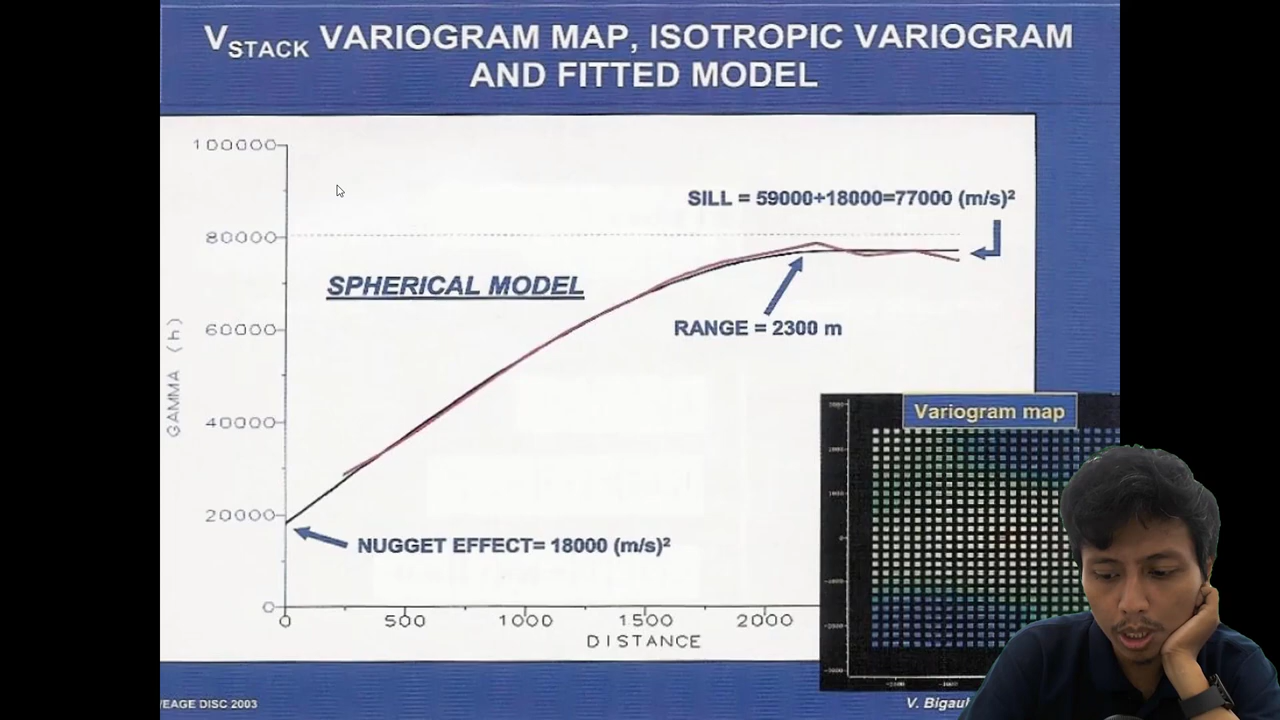 VSTACK VARIOGRAM MAP, ISOTROPIC VARIOGRAM
AND FITTED MODEL
100000
80000
60000
40000
20000
0
GAMMA (h)
SILL = 59000+18000=77000 (m/s)²
SPHERICAL MODEL
RANGE = 2300 m
NUGGET EFFECT= 18000 (m/s)²
0 500 1000 1500 2000
DISTANCE
Variogram map
EAGE DISC 2003
V.